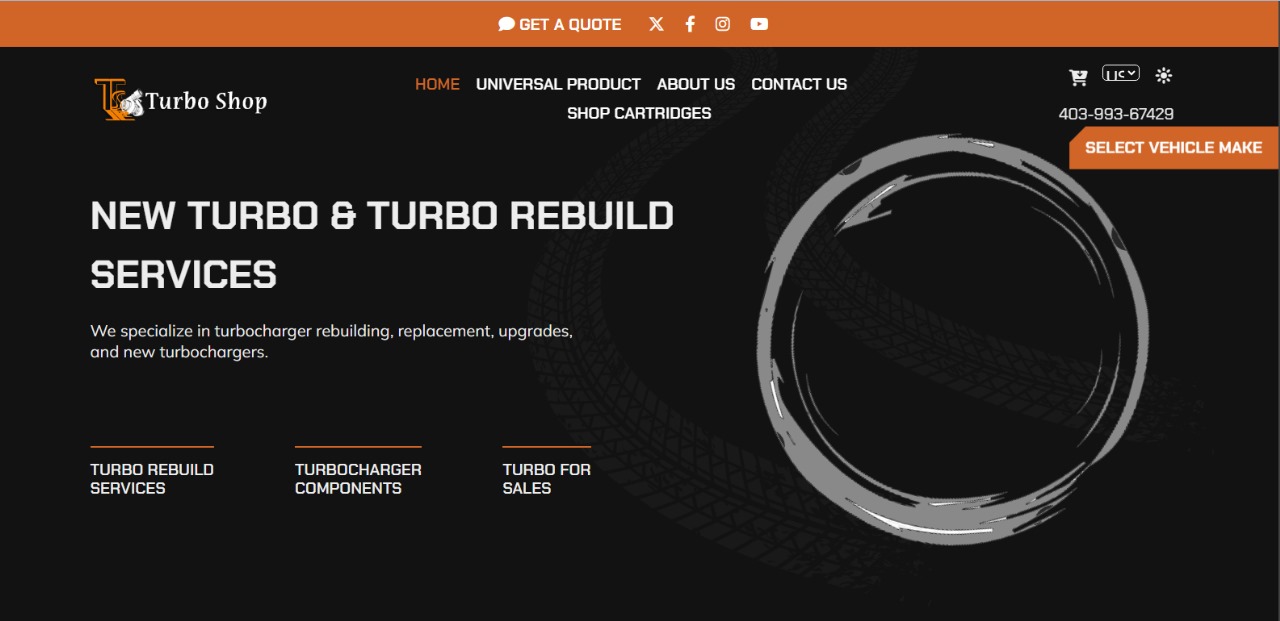 GET A QUOTE
HOME UNIVERSAL PRODUCT ABOUT US CONTACT US
SHOP CARTRIDGES
Turbo Shop
403-993-67429
SELECT VEHICLE MAKE
NEW TURBO & TURBO REBUILD
SERVICES
We specialize in turbocharger rebuilding, replacement, upgrades,
and new turbochargers.
TURBO REBUILD
SERVICES
TURBOCHARGER
COMPONENTS
TURBO FOR
SALES